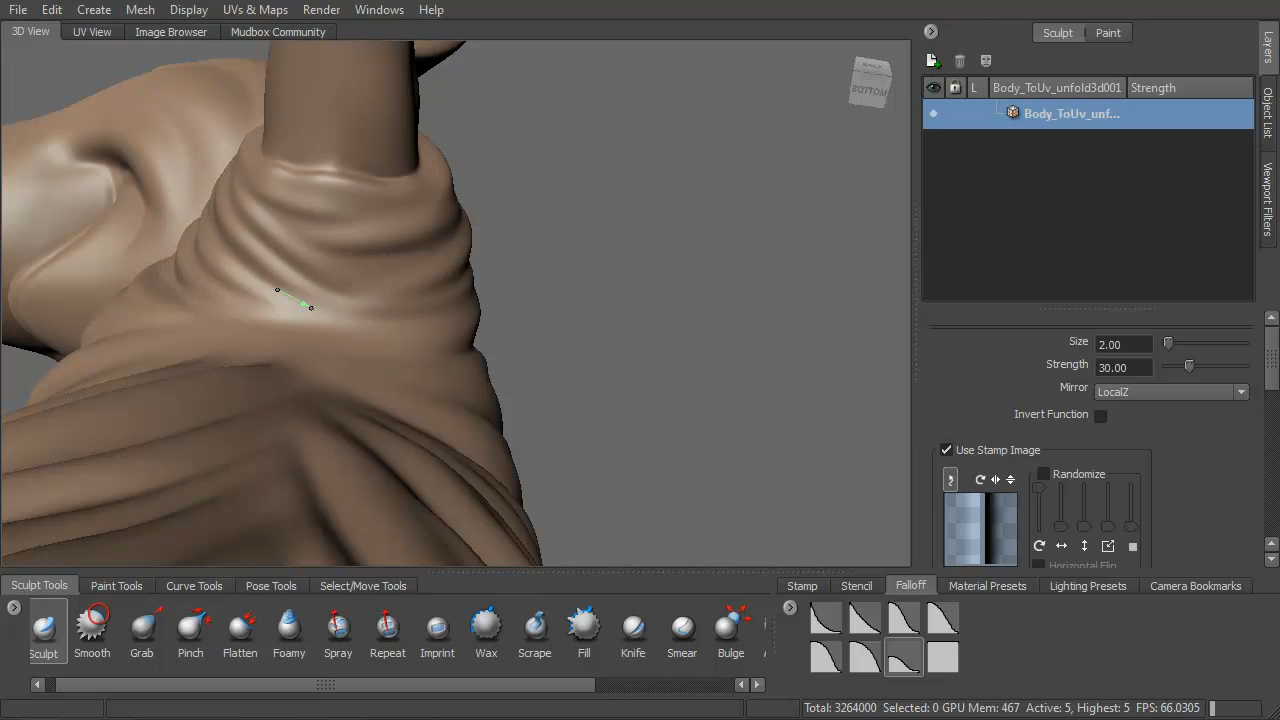 File Edit Create Mesh Display UVs & Maps Render Windows Help
3D View UV View Image Browser Mudbox Community
Sculpt Paint
L Body_ToUv_unfold3d001 Strength
Body_ToUv_unf...
Layers
Object List
Viewport Filters
BOTTOM
Size 2.00
Strength 30.00
Mirror LocalZ
Invert Function
Use Stamp Image
Randomize
Horizontal Flip
Sculpt Tools Paint Tools Curve Tools Pose Tools Select/Move Tools
Stamp Stencil Falloff Material Presets Lighting Presets Camera Bookmarks
Sculpt Smooth Grab Pinch Flatten Foamy Spray Repeat Imprint Wax Scrape Fill Knife Smear Bulge
Total: 3264000 Selected: 0 GPU Mem: 467 Active: 5, Highest: 5 FPS: 66.0305